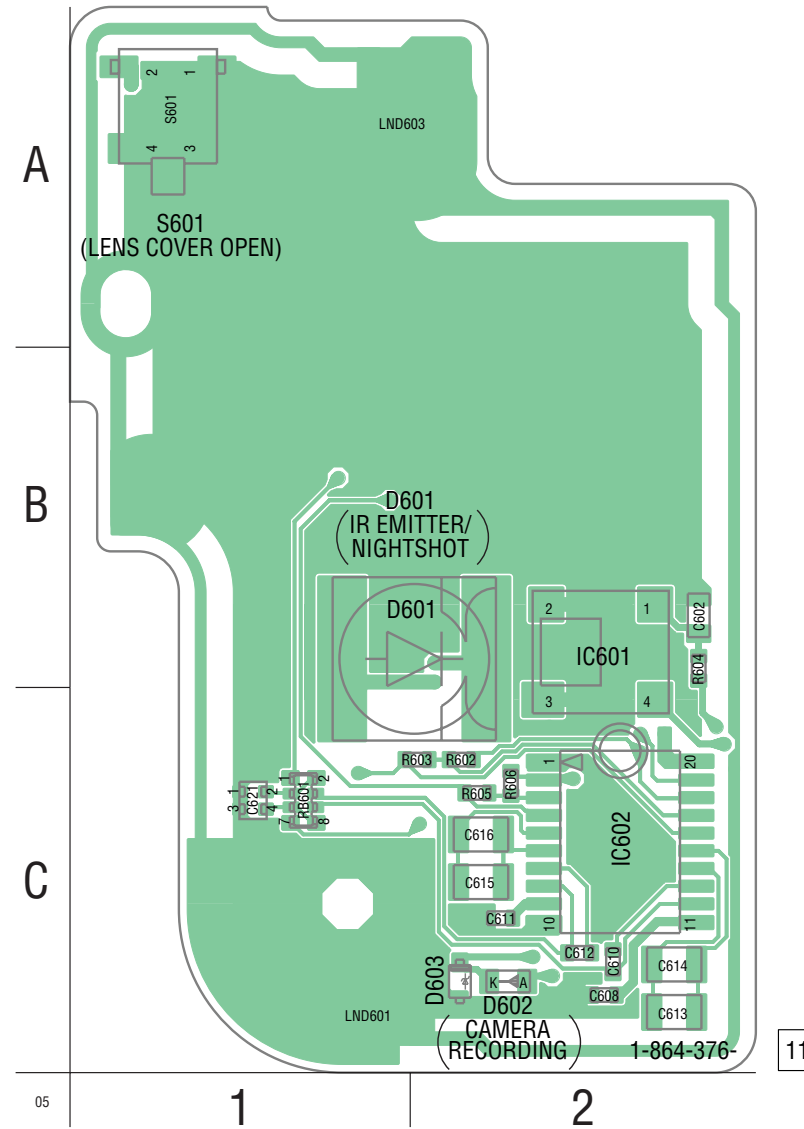 A
2 1
S601
4 3
LND603
S601
(LENS COVER OPEN)
B
D601
(IR EMITTER/
NIGHTSHOT)
D601
2 1
IC601
3 4
C602
R604
R603
R602
1
20
R606
R605
1 2
C621
3 4
1 2
RB601
7 8
C616
IC602
C
C615
C611
10
11
C612
C610
C614
D603
K A
C608
C613
D602
(CAMERA
RECORDING)
LND601
1-864-376-
11
05
1
2